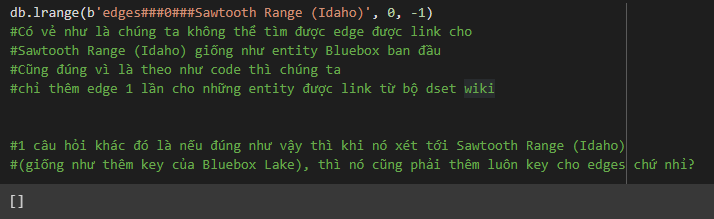 db.lrange(b'edges###0###Sawtooth Range (Idaho)', 0, -1)
#Có vẻ như là chúng ta không thể tìm được edge được link cho
#Sawtooth Range (Idaho) giống như entity Bluebox ban đầu
#Cũng đúng vì là theo như code thì chúng ta
#chỉ thêm edge 1 lần cho những entity được link từ bộ dset wiki
#1 câu hỏi khác đó là nếu đúng như vậy thì khi nó xét tới Sawtooth Range (Idaho)
#(giống như thêm key của Bluebox Lake), thì nó cũng phải thêm luôn key cho edges chứ nhỉ?
[]